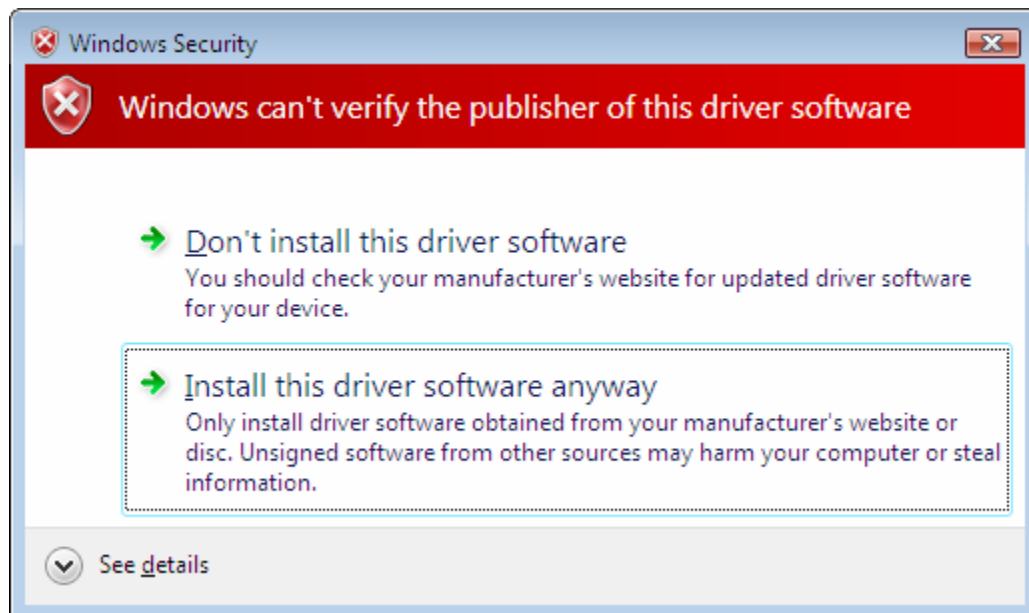 Windows Security
Windows can't verify the publisher of this driver software
Don't install this driver software
You should check your manufacturer's website for updated driver software
for your device.
Install this driver software anyway
Only install driver software obtained from your manufacturer's website or
disc. Unsigned software from other sources may harm your computer or steal
information.
See details